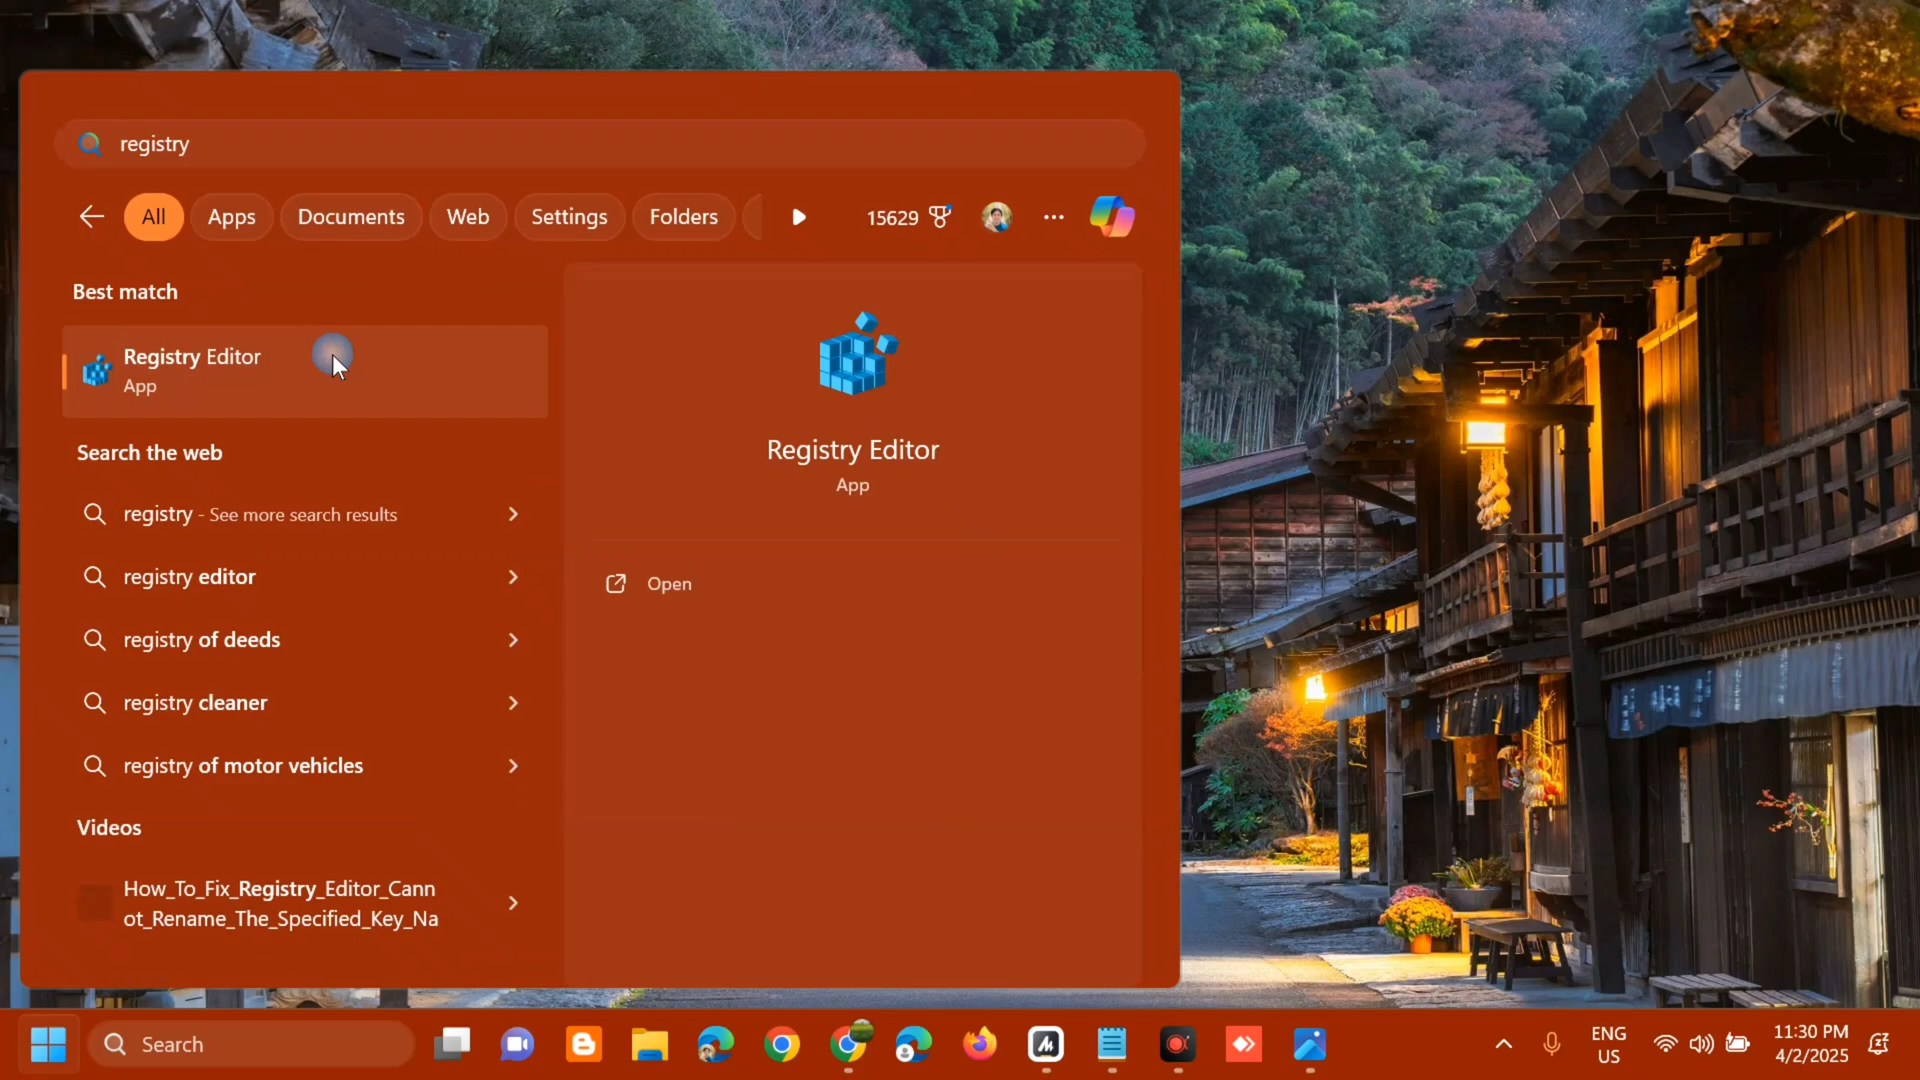 registry
All Apps Documents Web Settings Folders 15629
Best match
Registry Editor
App
Search the web
registry - See more search results
registry editor
registry of deeds
registry cleaner
registry of motor vehicles
Videos
How_To_Fix_Registry_Editor_Cann
ot_Rename_The_Specified_Key_Na
Registry Editor
App
Open
Search
ENG
US
11:30 PM
4/2/2025